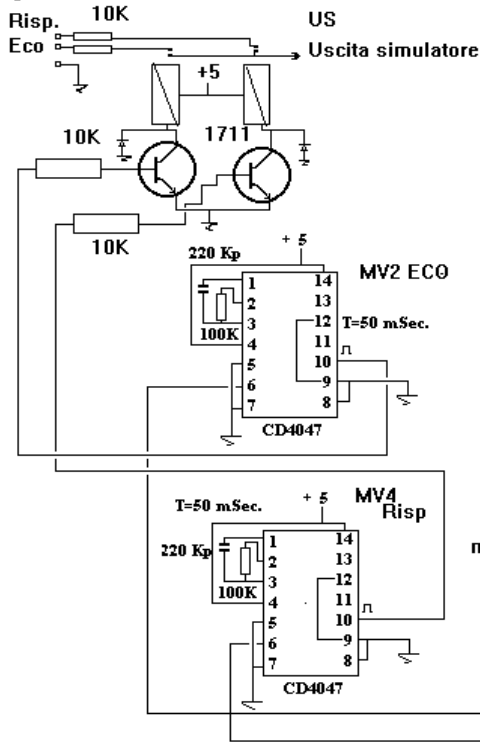 10K US
Risp.
Eco Uscita simulatore
+5
10K 1711
10K
+ 5
220 Kp MV2 ECO
1 14
2 13
3 12 T=50 mSec.
100K 11
4 10
5 9
6 8
7
CD4047
T=50 mSec. + 5 MV4
Risp
1 14
220 Kp 2 13
3 12
100K 11
4 10
5 9
6 8
7
CD4047